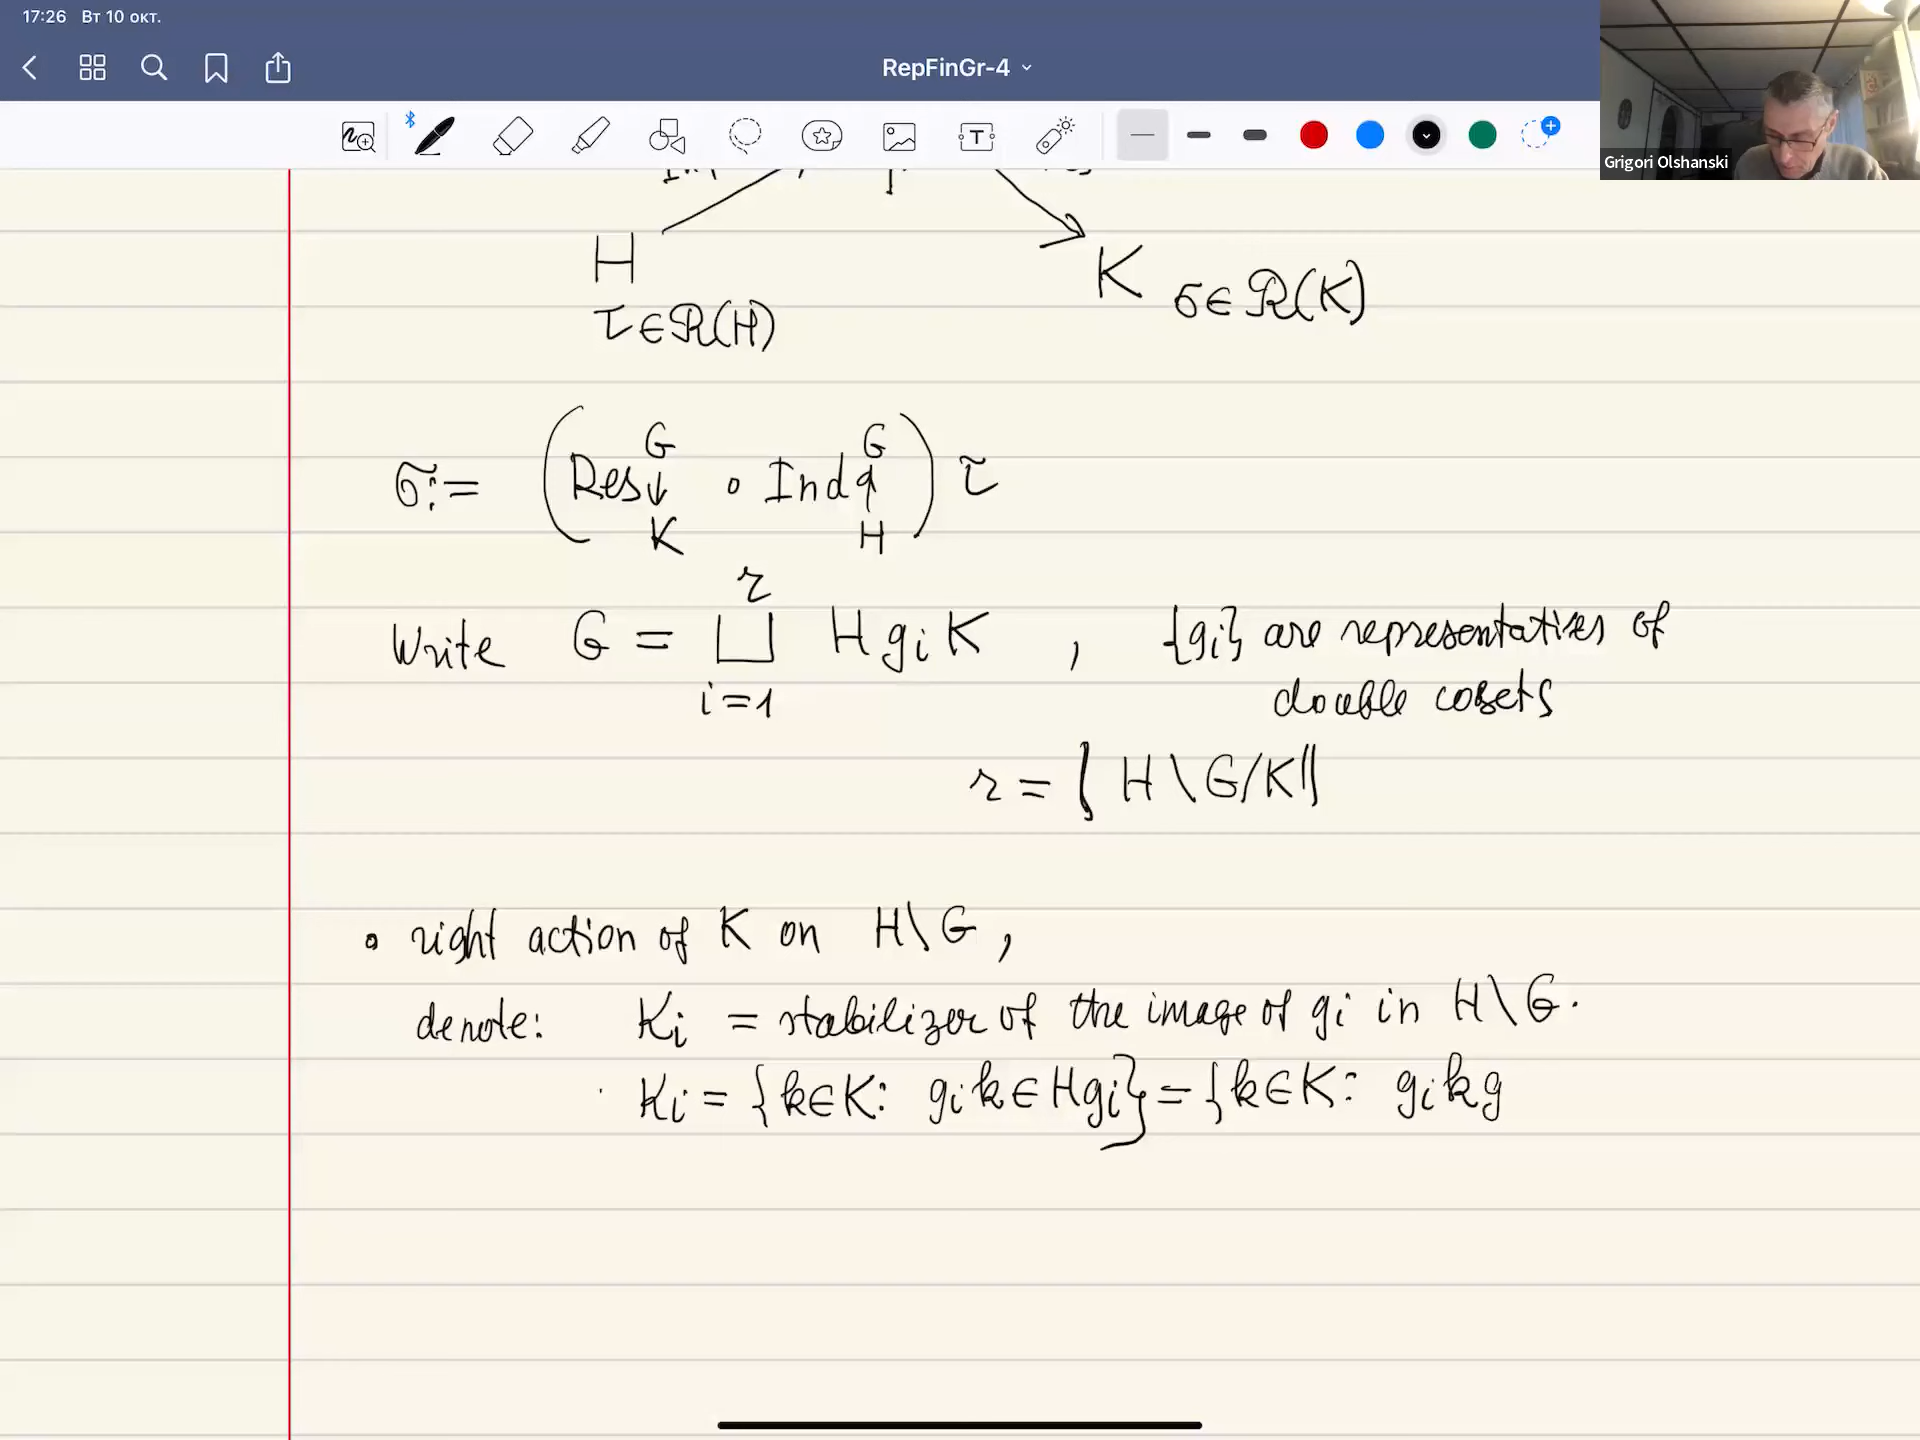 17:26 Вт 10 окт.
RepFinGr-4
Grigori Olshanski
H K σ∈ℛ(K)
τ∈ℛ(H)
σ:= (Res↓^G_K ∘ Ind↑^G_H) τ
Write G = ⊔_{i=1}^{r} H g_i K , {g_i} are representatives of
double cosets
r = | H\G/K |
• right action of K on H\G ,
denote: K_i = stabilizer of the image of g_i in H\G.
K_i = {k∈K: g_i k ∈ H g_i} = {k∈K: g_i k g